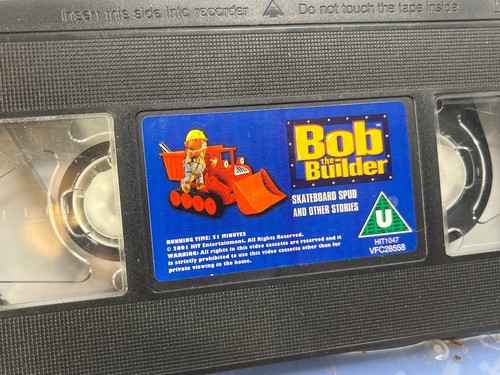 Insert this side into recorder
Do not touch the tape inside
Bob
the
Builder
SKATEBOARD SPUD
AND OTHER STORIES
U
HIT1047
VFC28558
RUNNING TIME: 51 MINUTES
© 2001 HIT Entertainment. All Rights Reserved.
WARNING: All rights in this video cassette are reserved and it
is strictly prohibited to use this video cassette other than for
private viewing in the home.